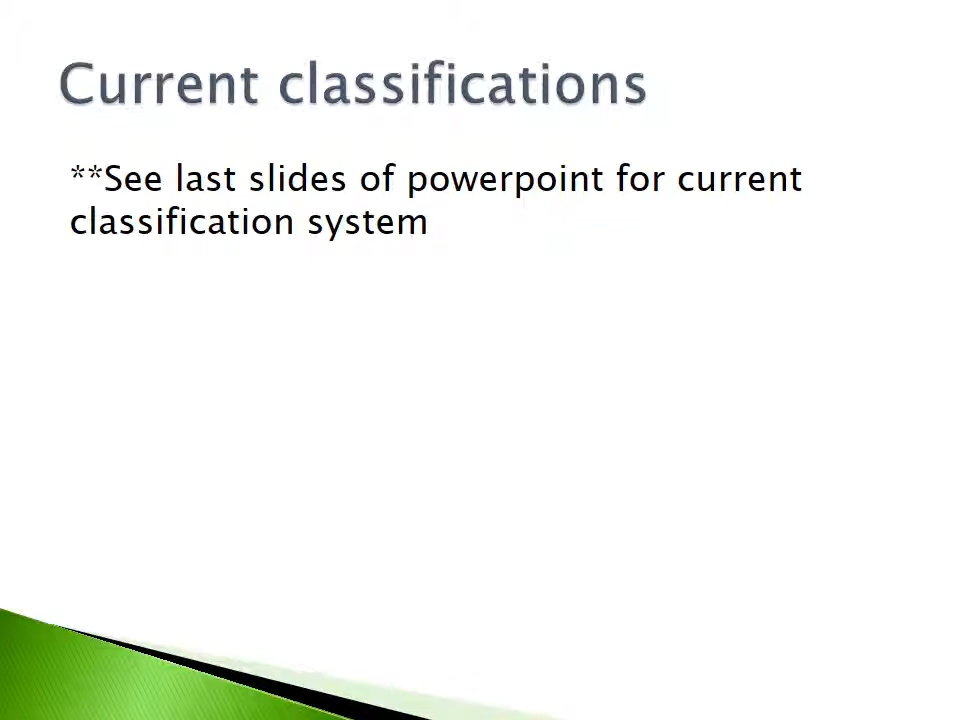 Current classifications
**See last slides of powerpoint for current
classification system